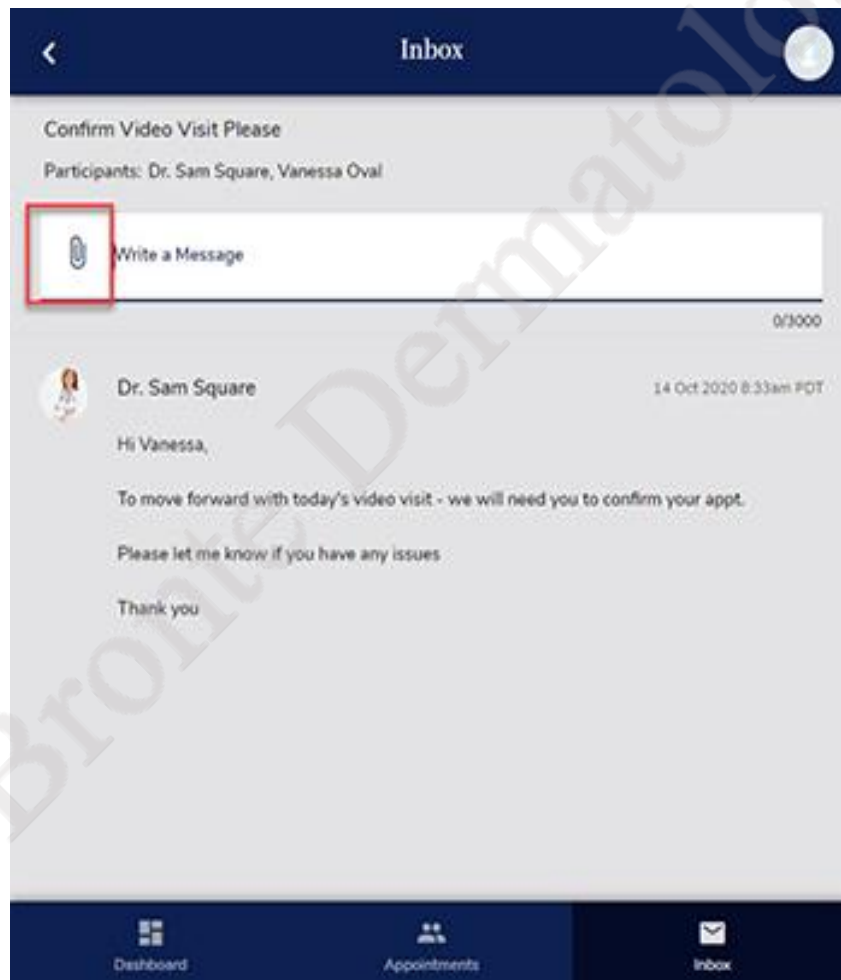 Inbox
Confirm Video Visit Please
Participants: Dr. Sam Square, Vanessa Oval
Write a Message
0/3000
Dr. Sam Square
14 Oct 2020 8:33am PDT
Hi Vanessa,
To move forward with today's video visit - we will need you to confirm your appt.
Please let me know if you have any issues
Thank you
Dashboard
Appointments
Inbox
Bronte Dermatolo